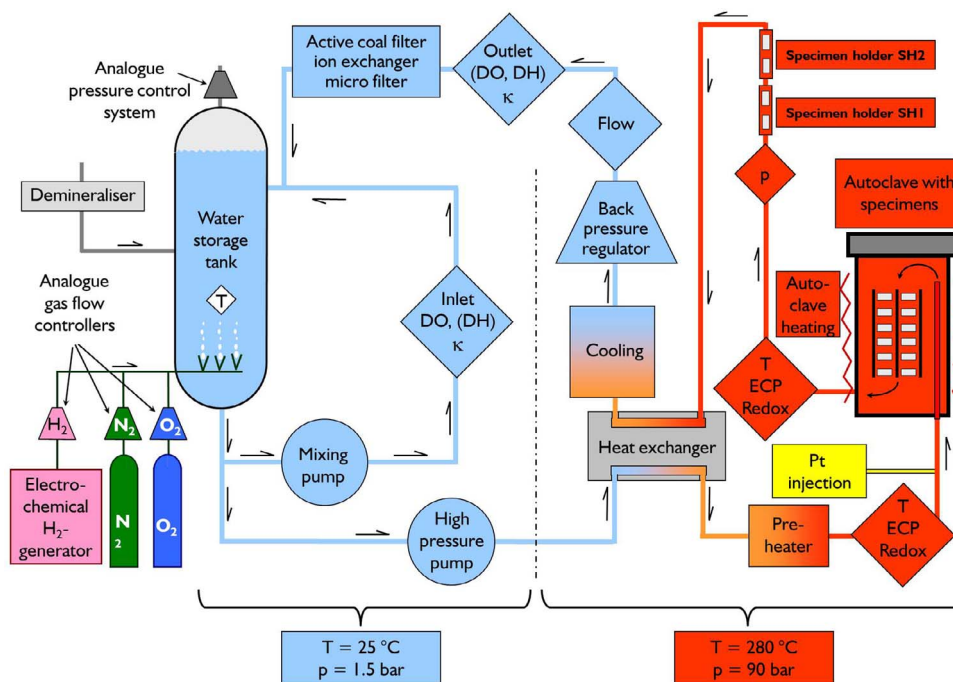 Analogue
pressure control
system
Active coal filter
ion exchanger
micro filter
Outlet
(DO, DH)
κ
Specimen holder SH2
Specimen holder SH1
Flow
p
Autoclave with
specimens
Demineraliser
Water
storage
tank
T
Back
pressure
regulator
Analogue
gas flow
controllers
Inlet
DO, (DH)
κ
Auto-
clave
heating
Cooling
T
ECP
Redox
H2
N2
O2
Heat exchanger
Mixing
pump
Pt
injection
Electro-
chemical
H2-
generator
N
2
O2
High
pressure
pump
Pre-
heater
T
ECP
Redox
T = 25 °C
p = 1.5 bar
T = 280 °C
p = 90 bar